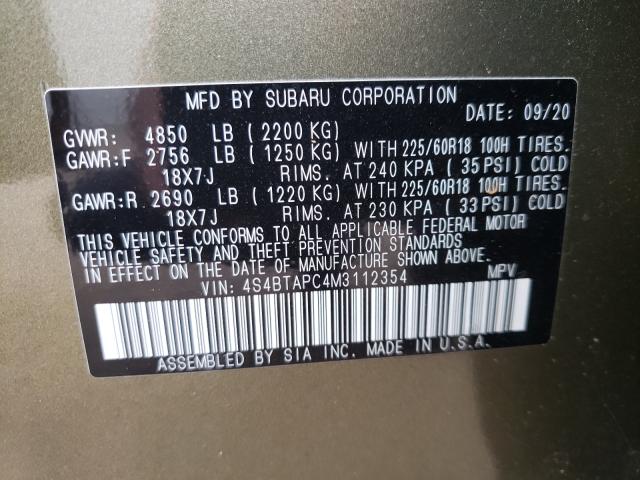 MFD BY SUBARU CORPORATION
DATE: 09/20
GVWR: 4850 LB (2200 KG)
GAWR:F 2756 LB (1250 KG) WITH 225/60R18 100H TIRES.
18X7J RIMS. AT 240 KPA (35 PSI) COLD
GAWR:R 2690 LB (1220 KG) WITH 225/60R18 100H TIRES.
18X7J RIMS. AT 230 KPA (33 PSI) COLD
THIS VEHICLE CONFORMS TO ALL APPLICABLE FEDERAL MOTOR
VEHICLE SAFETY AND THEFT PREVENTION STANDARDS
IN EFFECT ON THE DATE OF MANUFACTURE SHOWN ABOVE.
VIN: 4S4BTAPC4M3112354 MPV
ASSEMBLED BY SIA INC. MADE IN U.S.A.